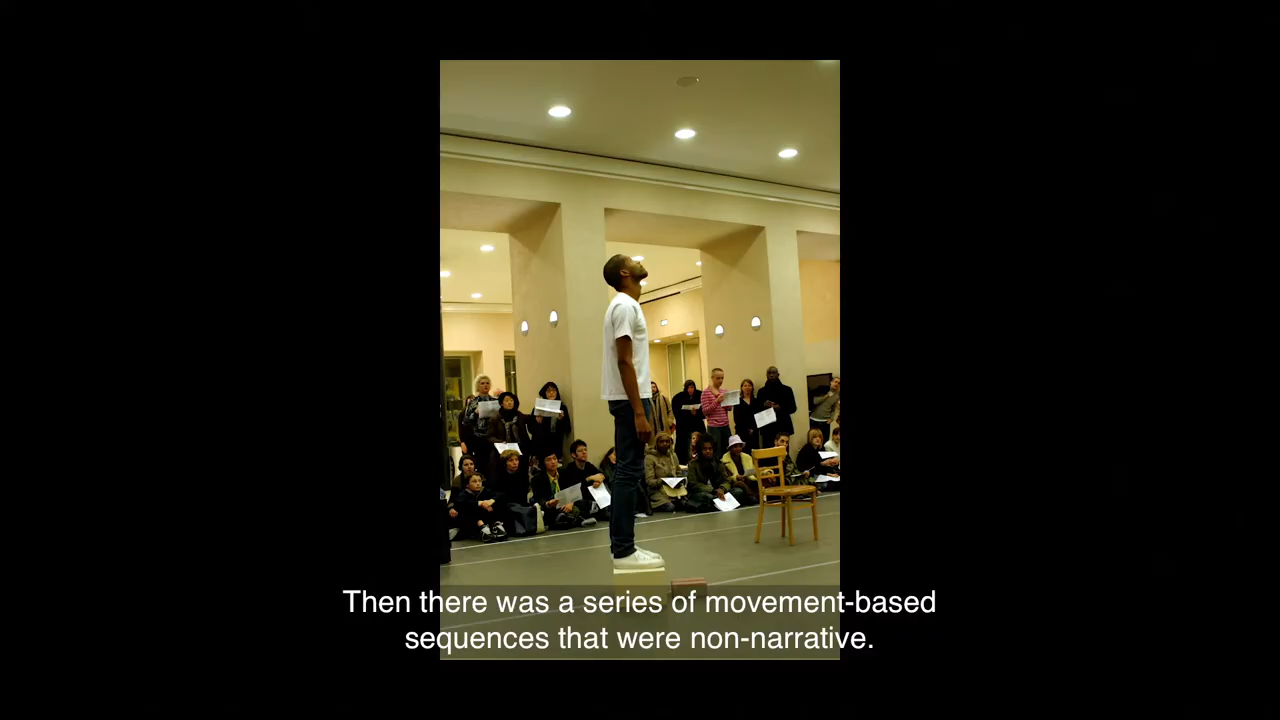 Then there was a series of movement-based
sequences that were non-narrative.